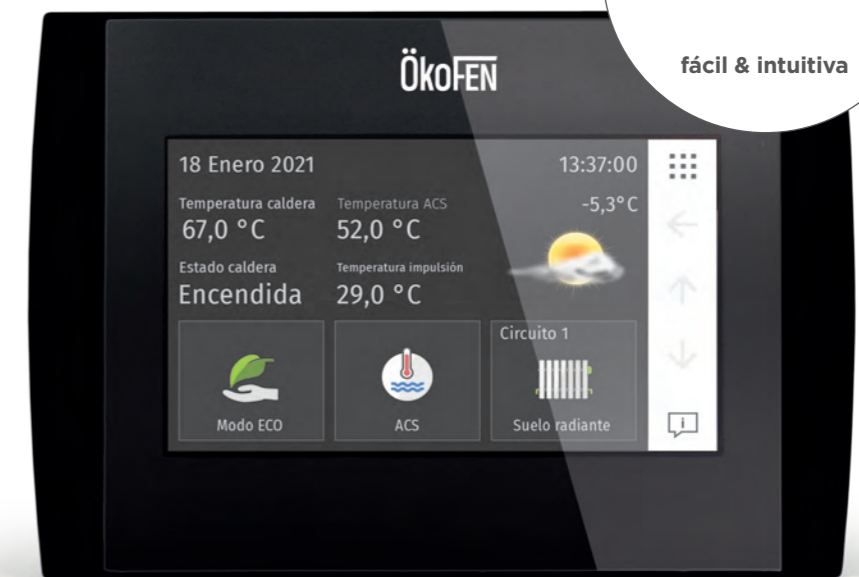 ÖkoFEN
fácil & intuitiva
18 Enero 2021
13:37:00
Temperatura caldera
67,0 °C
Temperatura ACS
52,0 °C
-5,3°C
Estado caldera
Encendida
Temperatura impulsión
29,0 °C
Modo ECO
ACS
Circuito 1
Suelo radiante
i